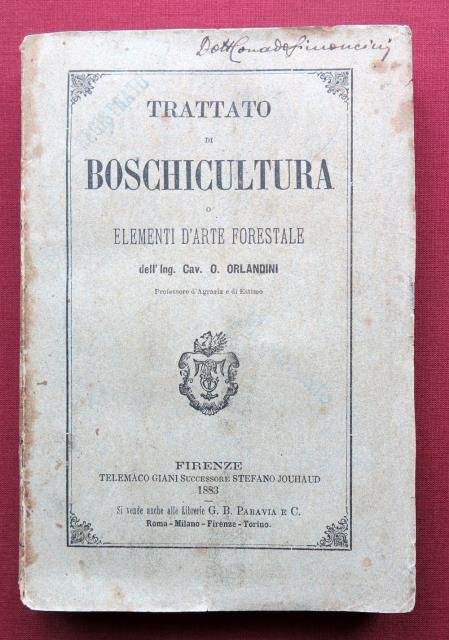 Dott Corrado Simoncini
TRATTATO
DI
BOSCHICULTURA
O
ELEMENTI D'ARTE FORESTALE
dell'Ing. Cav. O. ORLANDINI
Professore d'Agraria e di Estimo
FIRENZE
TELEMACO GIANI SUCCESSORE STEFANO JOUHAUD
1883
Si vende anche alle Librerie G. B. PARAVIA E C.
Roma - Milano - Firenze - Torino.